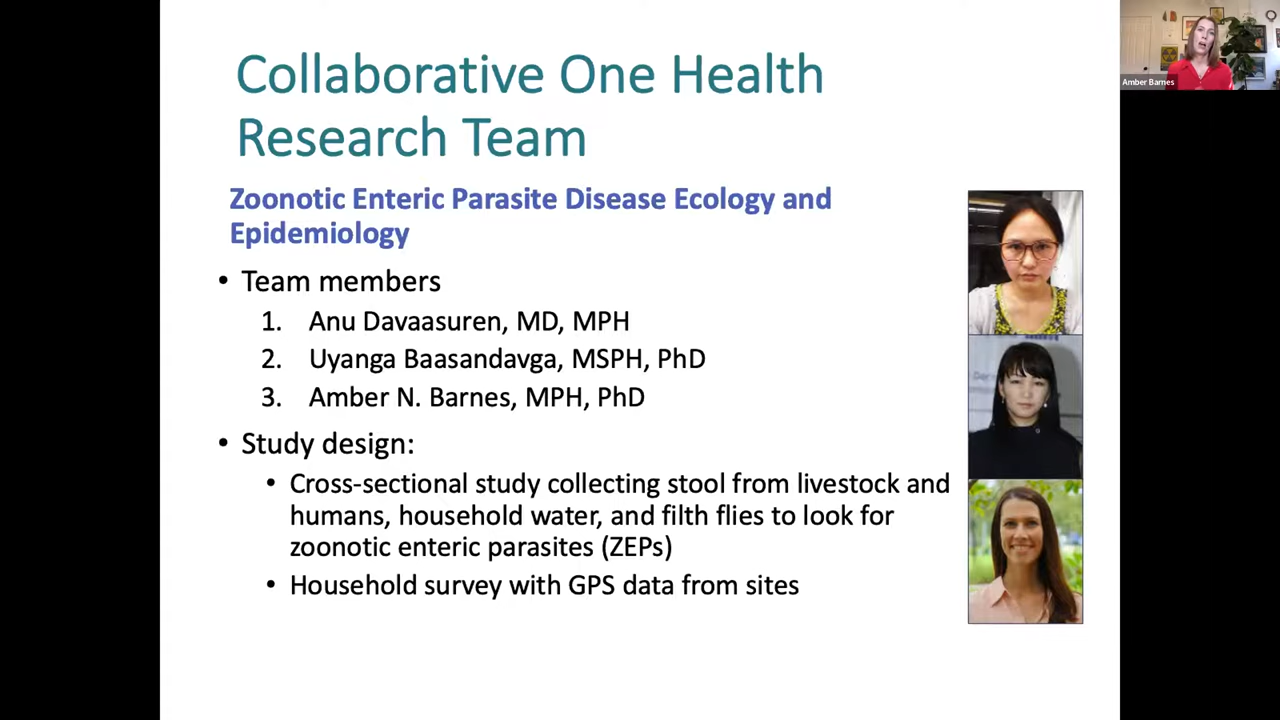 Collaborative One Health
Research Team
Zoonotic Enteric Parasite Disease Ecology and
Epidemiology
• Team members
1. Anu Davaasuren, MD, MPH
2. Uyanga Baasandavga, MSPH, PhD
3. Amber N. Barnes, MPH, PhD
• Study design:
• Cross-sectional study collecting stool from livestock and
humans, household water, and filth flies to look for
zoonotic enteric parasites (ZEPs)
• Household survey with GPS data from sites
Amber Barnes